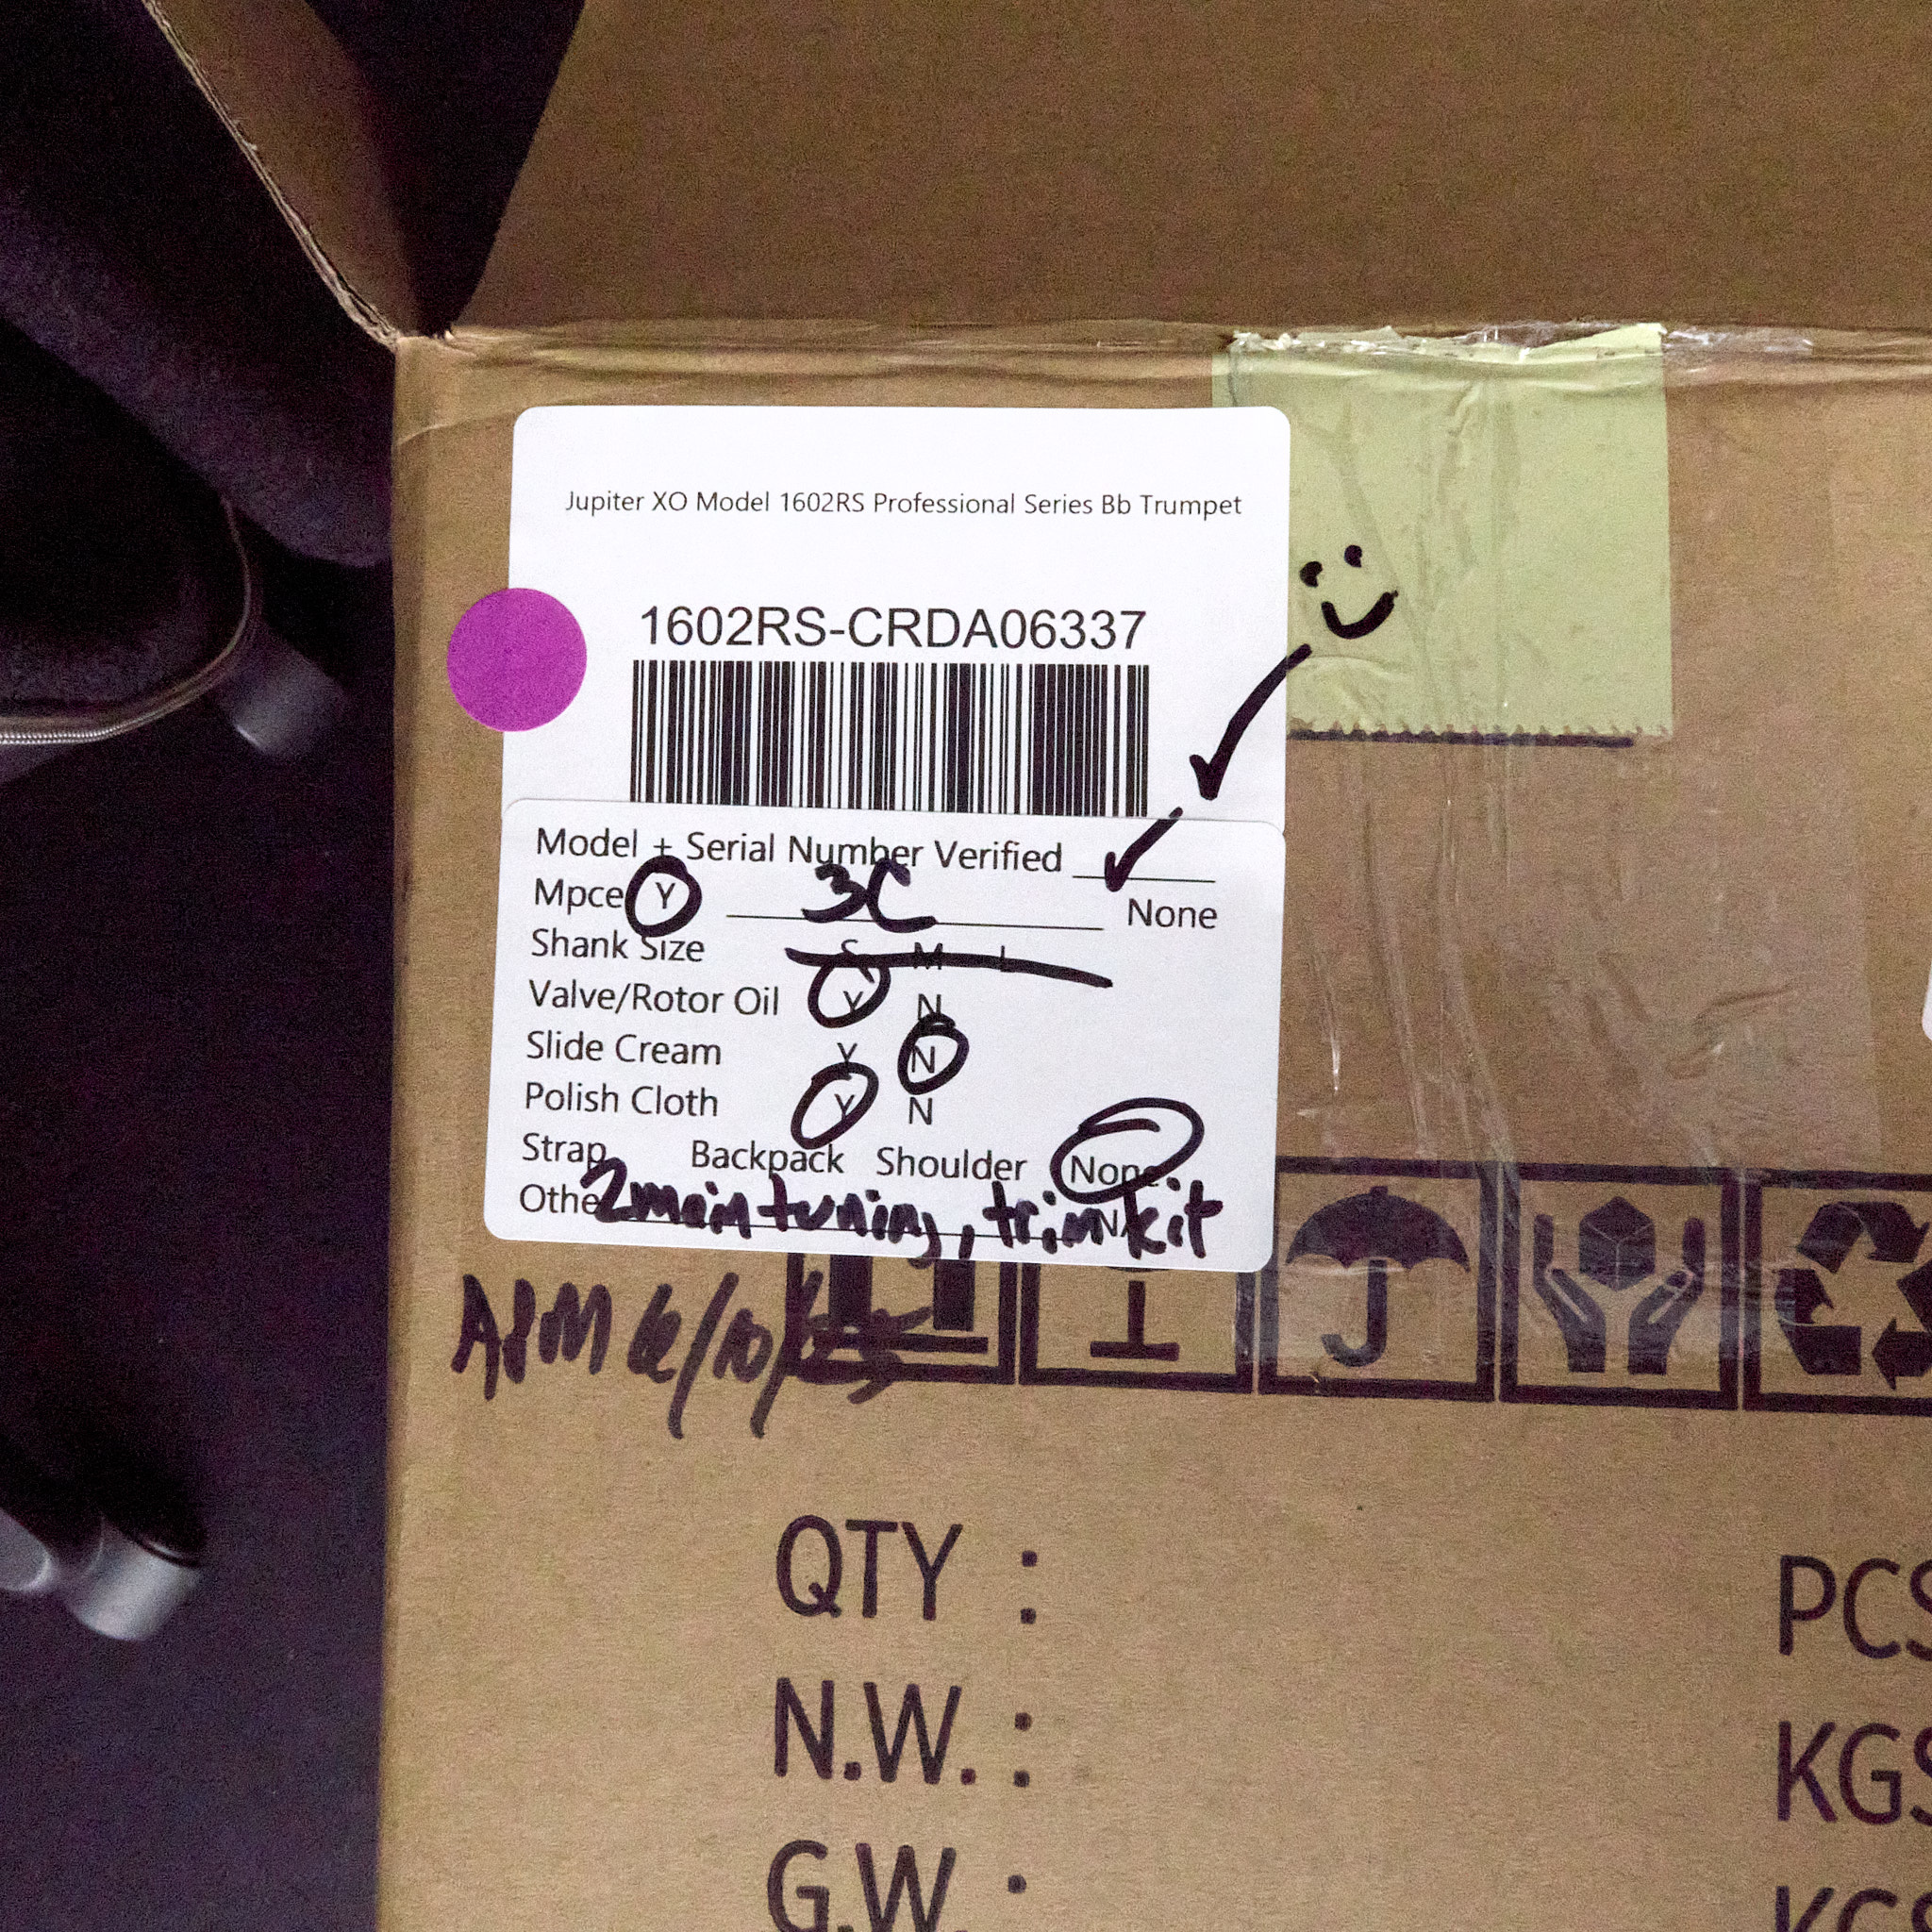 Jupiter XO Model 1602RS Professional Series Bb Trumpet
1602RS-CRDA06337
Model + Serial Number Verified
Mpce Y 3C None
Shank Size S M L
Valve/Rotor Oil Y N
Slide Cream Y N
Polish Cloth Y N
Strap Backpack Shoulder None
Othe 2 main tuning, trim kit
QTY : PCS
N.W. : KGS
G.W. : KGS